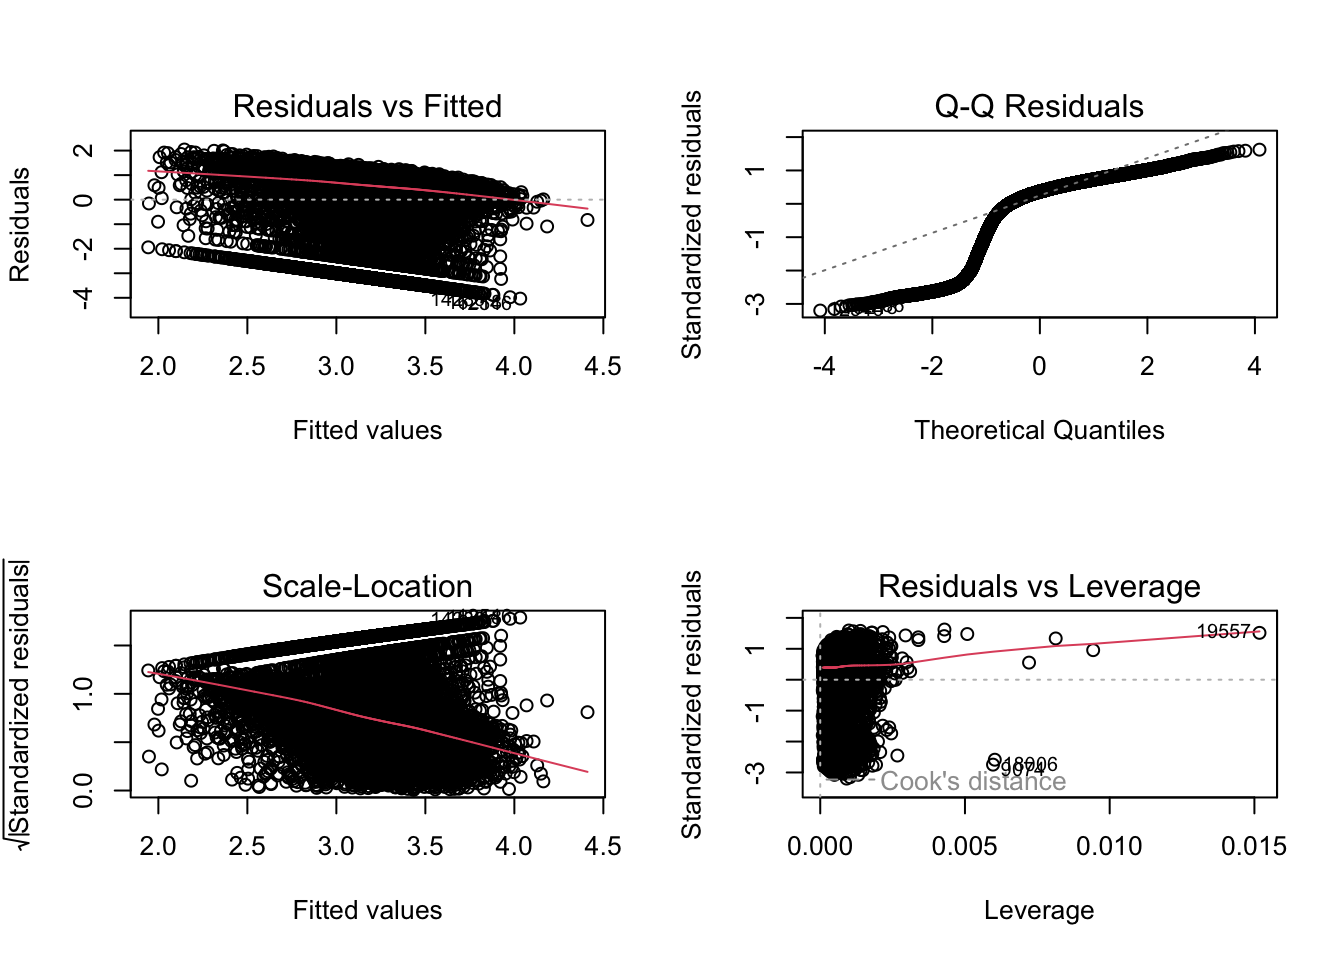 Residuals vs Fitted
Residuals
2
0
-2
-4
2.0 2.5 3.0 3.5 4.0 4.5
Fitted values
Q-Q Residuals
Standardized residuals
1
-1
-3
-4 -2 0 2 4
Theoretical Quantiles
Scale-Location
√|Standardized residuals|
1.0
0.0
2.0 2.5 3.0 3.5 4.0 4.5
Fitted values
Residuals vs Leverage
Standardized residuals
1
-1
-3
19557
Cook's distance
0.000 0.005 0.010 0.015
Leverage